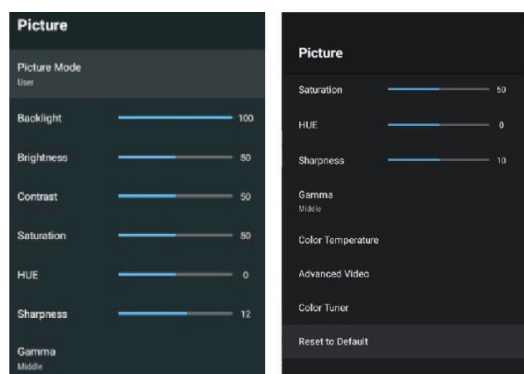 Picture
Picture Mode
User
Backlight 100
Brightness 50
Contrast 50
Saturation 50
HUE 0
Sharpness 12
Gamma
Middle
Picture
Saturation 50
HUE 0
Sharpness 10
Gamma
Middle
Color Temperature
Advanced Video
Color Tuner
Reset to Default